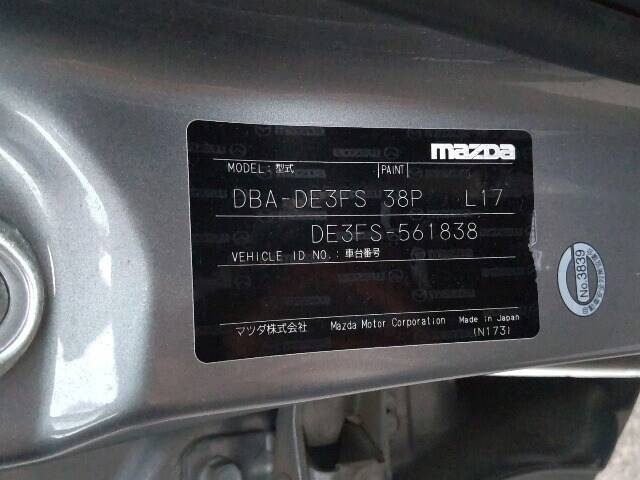 mazda
MODEL:型式 PAINT
DBA-DE3FS 38P L17
DE3FS-561838
VEHICLE ID NO.:車台番号
マツダ株式会社 Mazda Motor Corporation Made in Japan
(N173)
No.3839